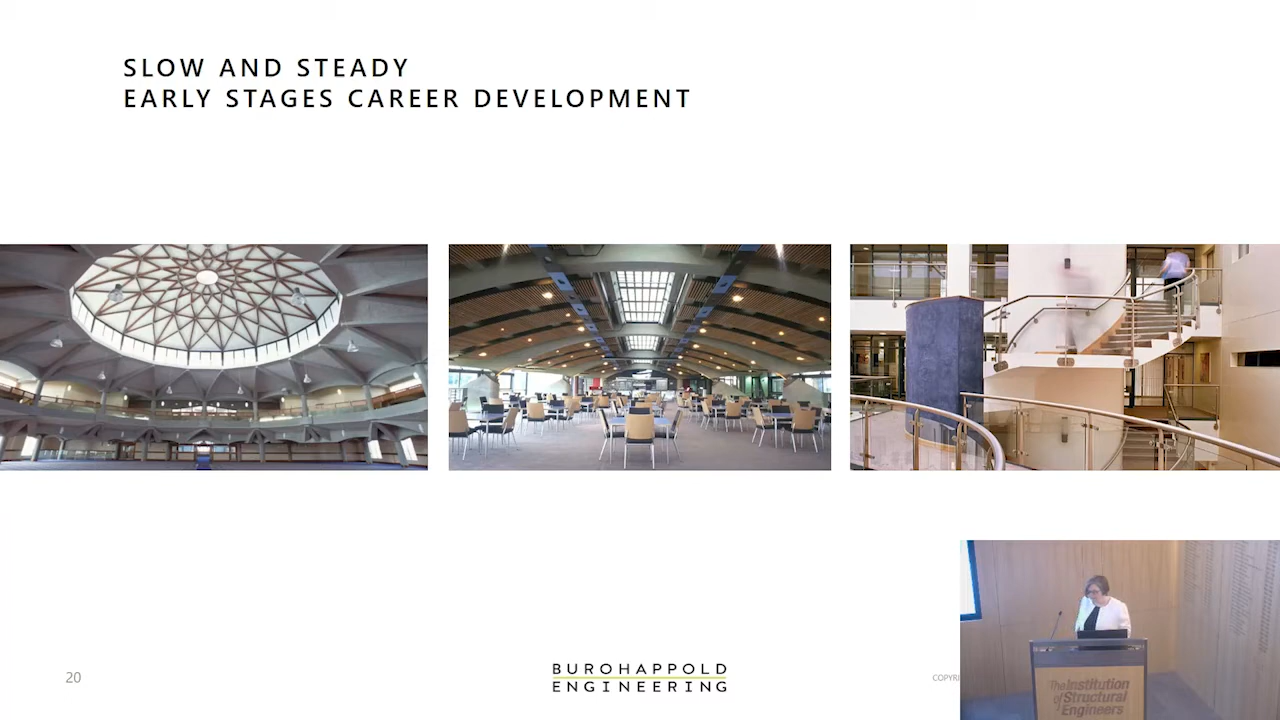 SLOW AND STEADY
EARLY STAGES CAREER DEVELOPMENT
20
BUROHAPPOLD
ENGINEERING
The Institution
of Structural
Engineers